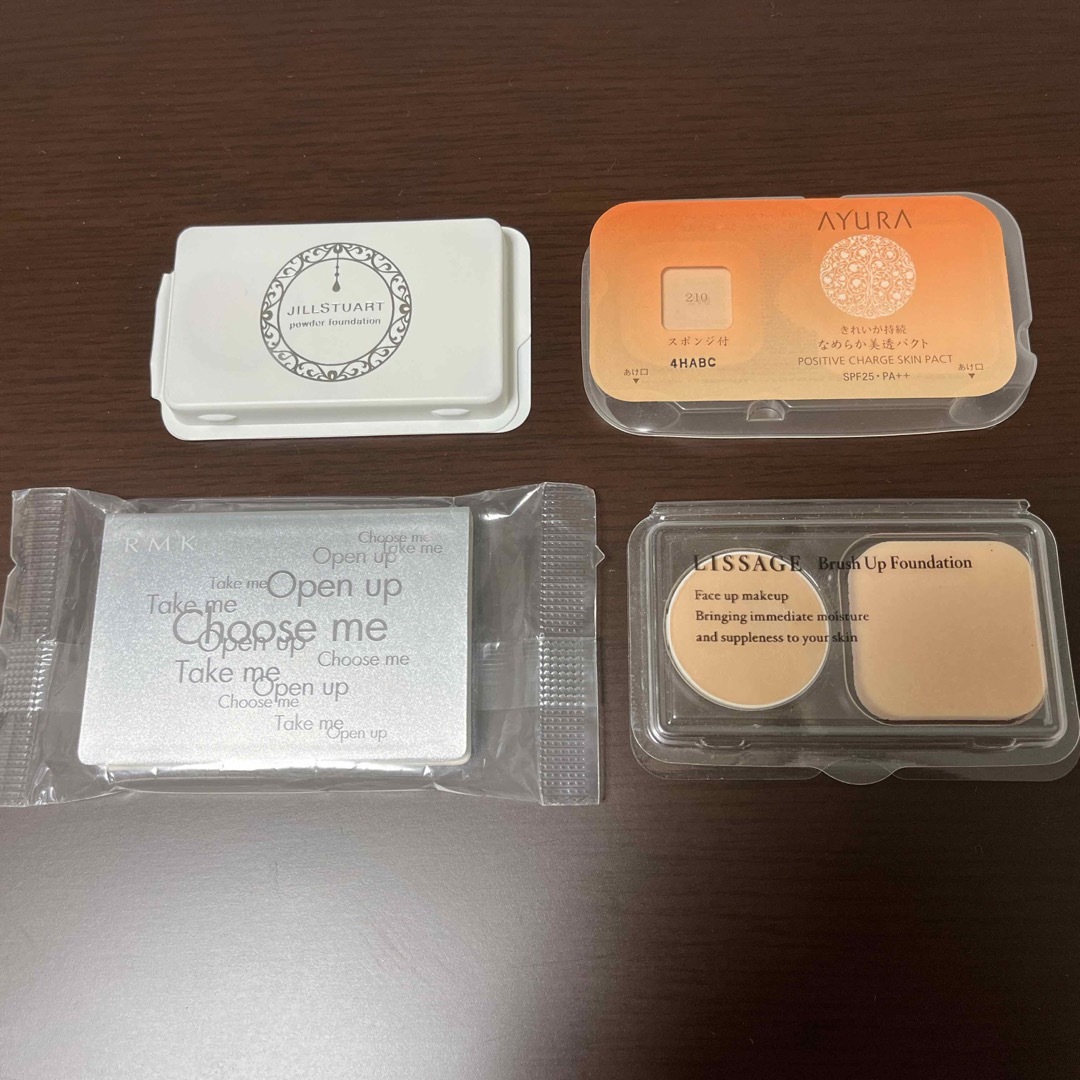 JILLSTUART
powder foundation
AYURA
210
スポンジ付
4HABC
きれいが持続
なめらか美透パクト
POSITIVE CHARGE SKIN PACT
SPF25・PA++
あけ口
あけ口
RMK
Choose me
Take me
Open up
Take me
Open up
Take me
Choose me
Open up
Choose me
Take me
Open up
Choose me
Take me
Open up
LISSAGE Brush Up Foundation
Face up makeup
Bringing immediate moisture
and suppleness to your skin